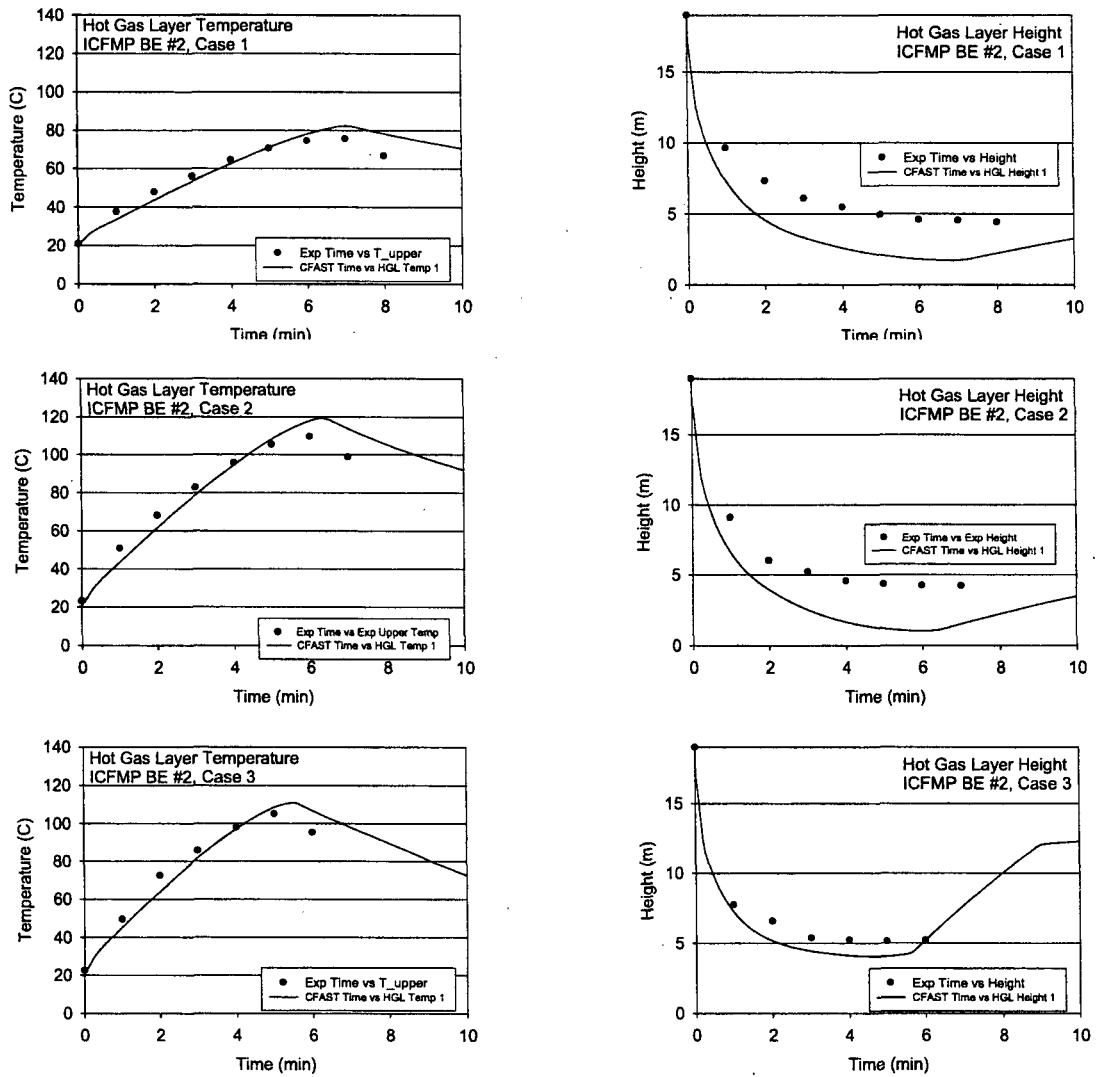 Hot Gas Layer Temperature
ICFMP BE #2, Case 1
140
120
100
80
60
40
20
0
Temperature (C)
Exp Time vs T_upper
CFAST Time vs HGL Temp 1
0 2 4 6 8 10
Time (min)
Hot Gas Layer Height
ICFMP BE #2, Case 1
15
10
5
0
Height (m)
Exp Time vs Height
CFAST Time vs HGL Height 1
0 2 4 6 8 10
Time (min)
Hot Gas Layer Temperature
ICFMP BE #2, Case 2
140
120
100
80
60
40
20
0
Temperature (C)
Exp Time vs Exp Upper Temp
CFAST Time vs HGL Temp 1
0 2 4 6 8 10
Time (min)
Hot Gas Layer Height
ICFMP BE #2, Case 2
15
10
5
0
Height (m)
Exp Time vs Exp Height
CFAST Time vs HGL Height 1
0 2 4 6 8 10
Time (min)
Hot Gas Layer Temperature
ICFMP BE #2, Case 3
140
120
100
80
60
40
20
0
Temperature (C)
Exp Time vs T_upper
CFAST Time vs HGL Temp 1
0 2 4 6 8 10
Time (min)
Hot Gas Layer Height
ICFMP BE #2, Case 3
15
10
5
0
Height (m)
Exp Time vs Height
CFAST Time vs HGL Height 1
0 2 4 6 8 10
Time (min)